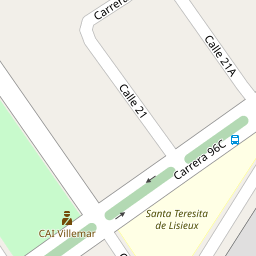 Carrera
Calle 21A
Calle 21
Carrera 96C
Santa Teresita
de Lisieux
CAI Villemar